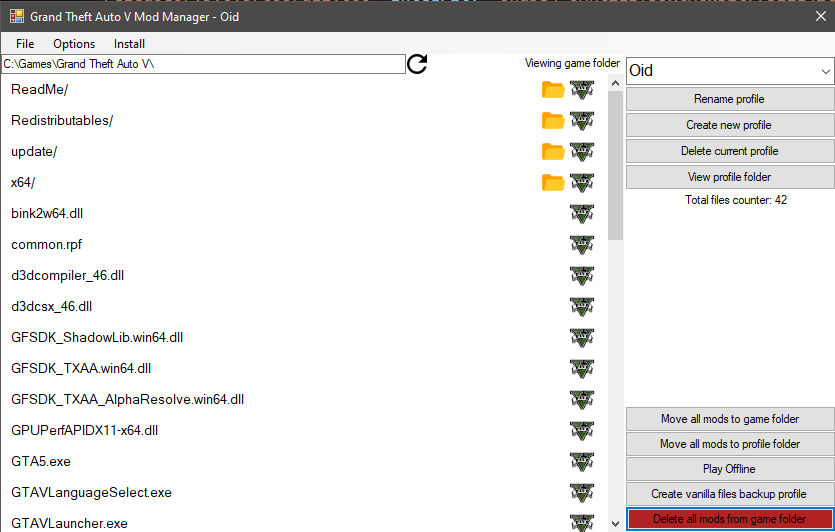 Grand Theft Auto V Mod Manager - Oid
File Options Install
C:\Games\Grand Theft Auto V\
Viewing game folder
ReadMe/
Redistributables/
update/
x64/
bink2w64.dll
common.rpf
d3dcompiler_46.dll
d3dcsx_46.dll
GFSDK_ShadowLib.win64.dll
GFSDK_TXAA.win64.dll
GFSDK_TXAA_AlphaResolve.win64.dll
GPUPerfAPIDX11-x64.dll
GTA5.exe
GTAVLanguageSelect.exe
GTAVLauncher.exe
Oid
Rename profile
Create new profile
Delete current profile
View profile folder
Total files counter: 42
Move all mods to game folder
Move all mods to profile folder
Play Offline
Create vanilla files backup profile
Delete all mods from game folder